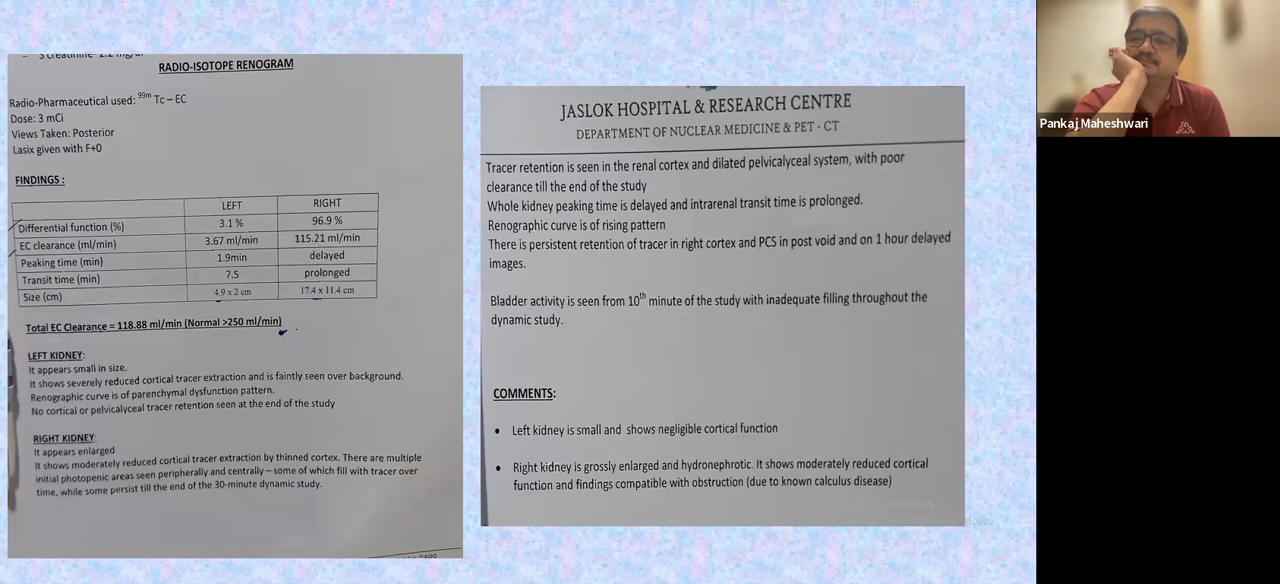 RADIO-ISOTOPE RENOGRAM
Radio-Pharmaceutical used: 99m Tc – EC
Dose: 3 mCi
Views Taken: Posterior
Lasix given with F+0
FINDINGS :
LEFT RIGHT
Differential function (%) 3.1 % 96.9 %
EC clearance (ml/min) 3.67 ml/min 115.21 ml/min
Peaking time (min) 1.9min delayed
Transit time (min) 7.5 prolonged
Size (cm) 4.9 x 2 cm 17.4 x 11.4 cm
Total EC Clearance = 118.88 ml/min (Normal >250 ml/min)
LEFT KIDNEY:
It appears small in size.
It shows severely reduced cortical tracer extraction and is faintly seen over background.
Renographic curve is of parenchymal dysfunction pattern.
No cortical or pelvicalyceal tracer retention seen at the end of the study
RIGHT KIDNEY:
It appears enlarged
It shows moderately reduced cortical tracer extraction by thinned cortex. There are multiple
initial photopenic areas seen peripherally and centrally – some of which fill with tracer over
time, while some persist till the end of the 30-minute dynamic study.
JASLOK HOSPITAL & RESEARCH CENTRE
DEPARTMENT OF NUCLEAR MEDICINE & PET - CT
Tracer retention is seen in the renal cortex and dilated pelvicalyceal system, with poor
clearance till the end of the study
Whole kidney peaking time is delayed and intrarenal transit time is prolonged.
Renographic curve is of rising pattern
There is persistent retention of tracer in right cortex and PCS in post void and on 1 hour delayed
images.
Bladder activity is seen from 10th minute of the study with inadequate filling throughout the
dynamic study.
COMMENTS:
• Left kidney is small and shows negligible cortical function
• Right kidney is grossly enlarged and hydronephrotic. It shows moderately reduced cortical
function and findings compatible with obstruction (due to known calculus disease)
Pankaj Maheshwari